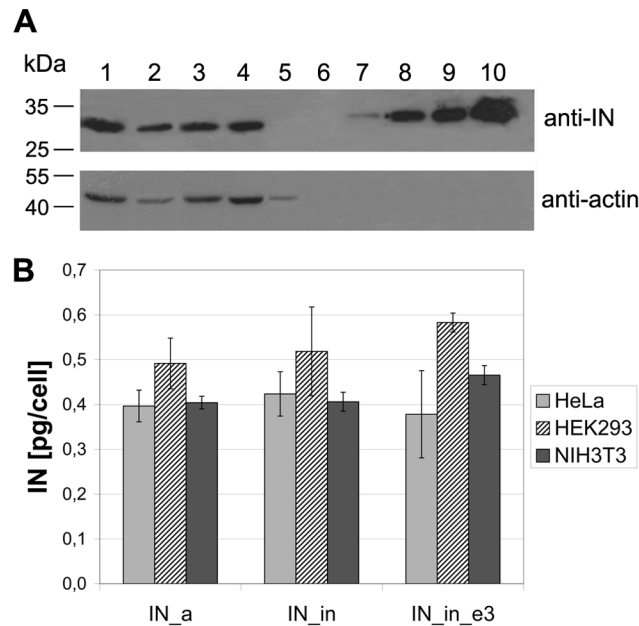 A
kDa
1 2 3 4 5 6 7 8 9 10
35
25
anti-IN
55
40
anti-actin
B
0,7
0,6
0,5
0,4
0,3
0,2
0,1
0,0
IN [pg/cell]
IN_a IN_in IN_in_e3
HeLa
HEK293
NIH3T3